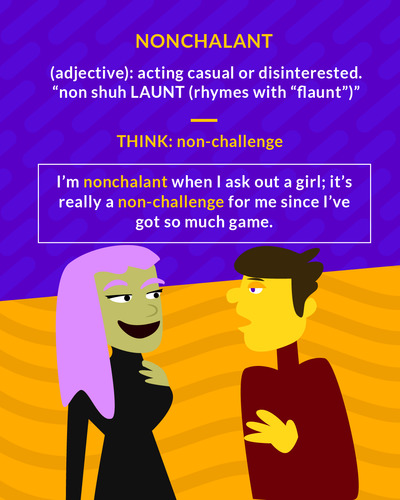 NONCHALANT
(adjective): acting casual or disinterested.
“non shuh LAUNT (rhymes with “flaunt”)”
THINK: non-challenge
I’m nonchalant when I ask out a girl; it’s
really a non-challenge for me since I’ve
got so much game.